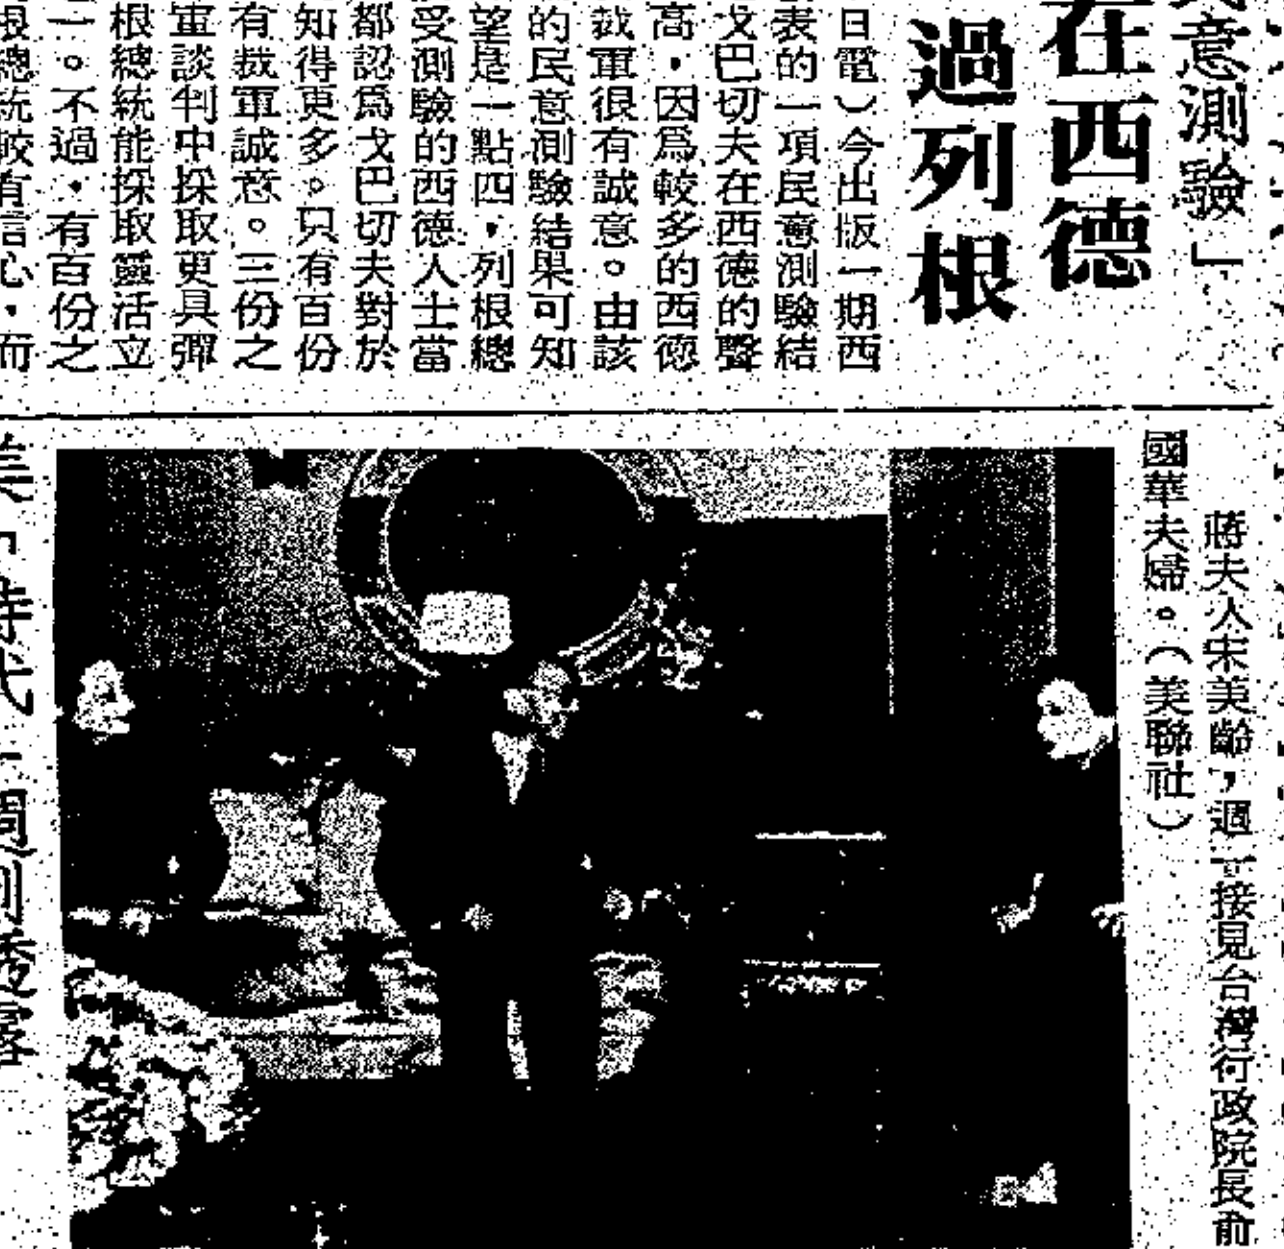 意測驗」
在西德
過列根
日電）今出版一期西
表的一項民意測驗結
戈巴切夫在西德的聲
高，因爲較多的西德
裁軍很有誠意。由該
的民意測驗結果可知
望是一點四，列根總
受測驗的西德人士當
都認爲戈巴切夫對於
知得更多。只有百份
有裁軍誠意。三份之
軍談判中採取更具彈
根總統能採取靈活立
一。不過，有百份之
根總統較有信心，而
蔣夫人宋美齡，週一接見台灣行政院長俞
國華夫婦。（美聯社）
美「時代」週刊透露